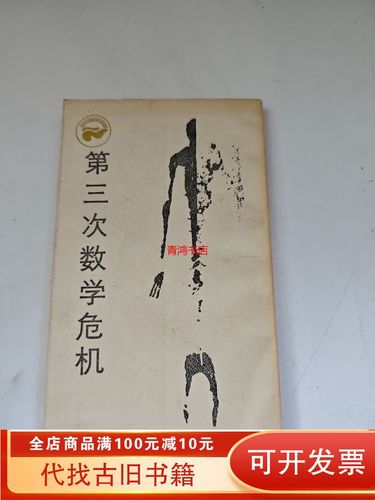 第三次数学危机
青鸿书店
全店商品满100元减10元
代找古旧书籍
可开发票